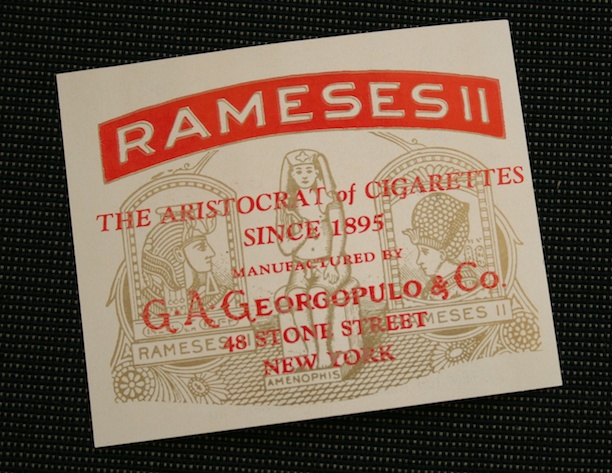 RAMESES II
THE ARISTOCRAT of CIGARETTES
SINCE 1895
MANUFACTURED BY
G.A.GEORGOPULO & CO.
48 STONE STREET
NEW YORK
RAMESES II
RAMESES II
AMENOPHIS